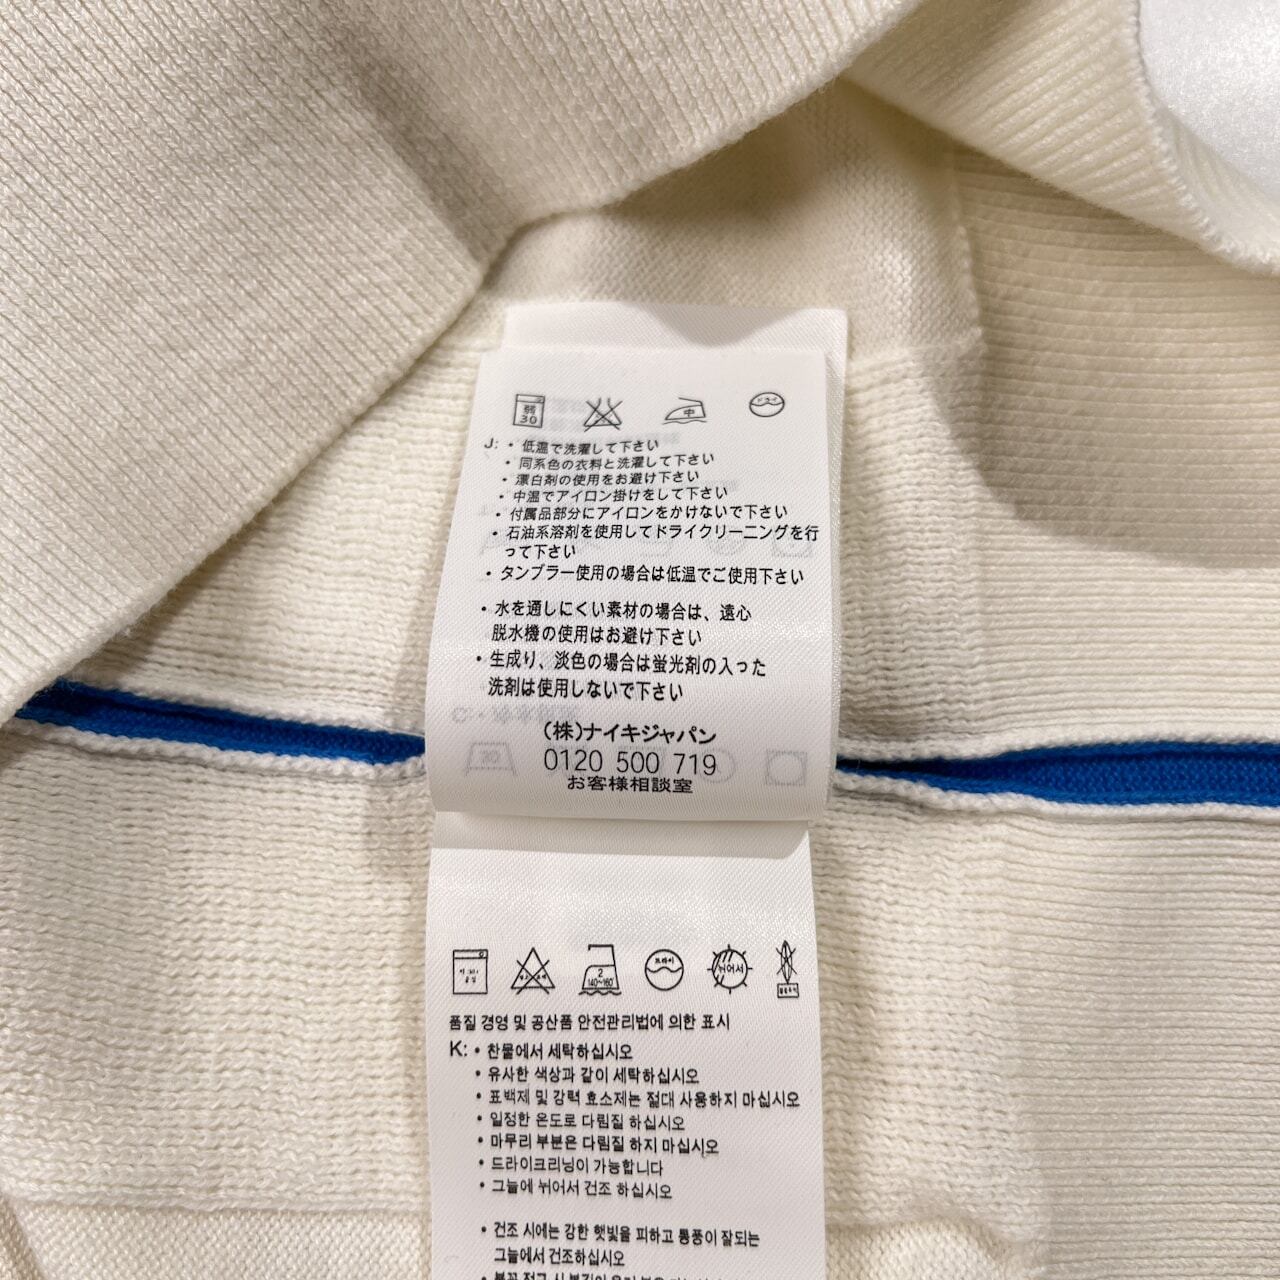 弱
30
中
ドライ
J: • 低温で洗濯して下さい
• 同系色の衣料と洗濯して下さい
• 漂白剤の使用をお避け下さい
• 中温でアイロン掛けをして下さい
• 付属品部分にアイロンをかけないで下さい
• 石油系溶剤を使用してドライクリーニングを行
って下さい
• タンブラー使用の場合は低温でご使用下さい
• 水を通しにくい素材の場合は、遠心
脱水機の使用はお避け下さい
• 生成り、淡色の場合は蛍光剤の入った
洗剤は使用しないで下さい
(株)ナイキジャパン
0120 500 719
お客様相談室
2
140~160
드라이
뉘어서
품질 경영 및 공산품 안전관리법에 의한 표시
K: • 찬물에서 세탁하십시오
• 유사한 색상과 같이 세탁하십시오
• 표백제 및 강력 효소제는 절대 사용하지 마십시오
• 일정한 온도로 다림질 하십시오
• 마무리 부분은 다림질 하지 마십시오
• 드라이크리닝이 가능합니다
• 그늘에 뉘어서 건조 하십시오
• 건조 시에는 강한 햇빛을 피하고 통풍이 잘되는
그늘에서 건조하십시오